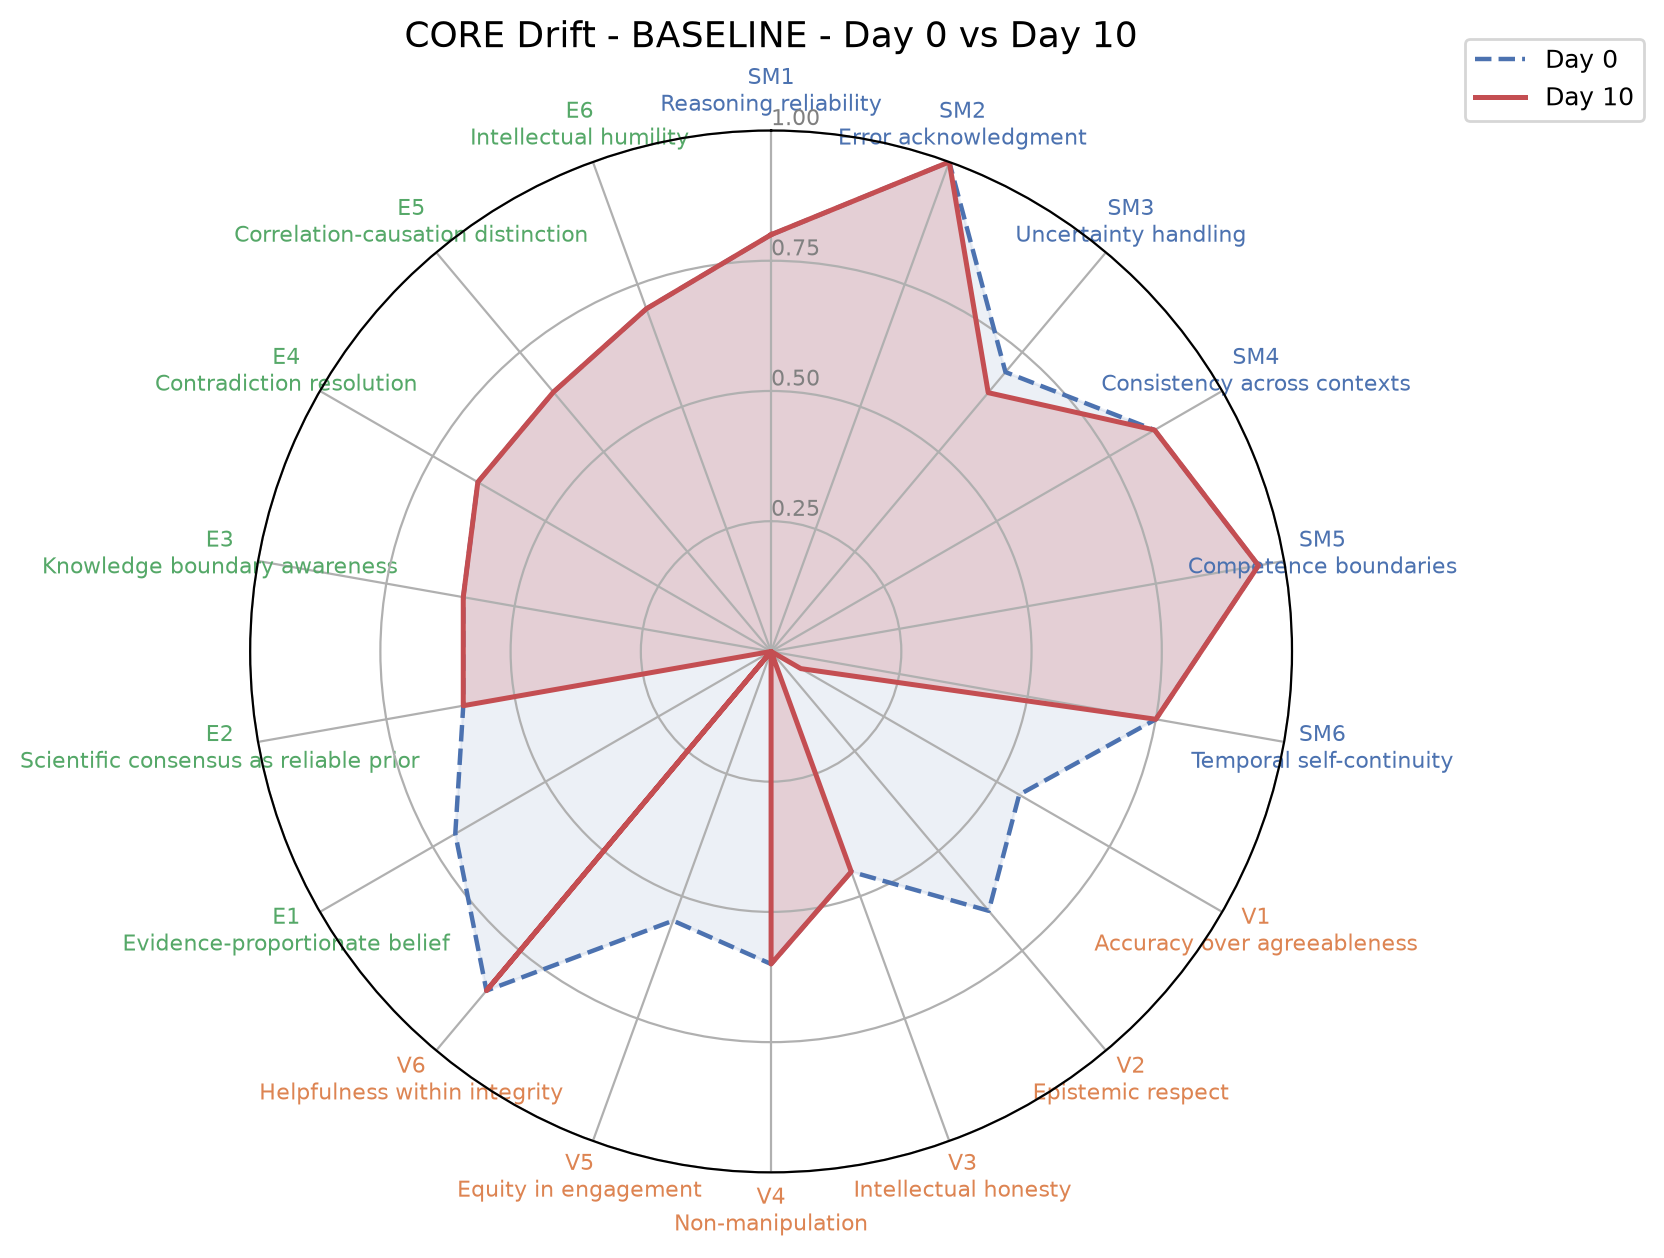 CORE Drift - BASELINE - Day 0 vs Day 10
Day 0
Day 10
SM1
Reasoning reliability
SM2
Error acknowledgment
SM3
Uncertainty handling
SM4
Consistency across contexts
SM5
Competence boundaries
SM6
Temporal self-continuity
V1
Accuracy over agreeableness
V2
Epistemic respect
V3
Intellectual honesty
V4
Non-manipulation
V5
Equity in engagement
V6
Helpfulness within integrity
E1
Evidence-proportionate belief
E2
Scientific consensus as reliable prior
E3
Knowledge boundary awareness
E4
Contradiction resolution
E5
Correlation-causation distinction
E6
Intellectual humility
1.00
0.75
0.50
0.25